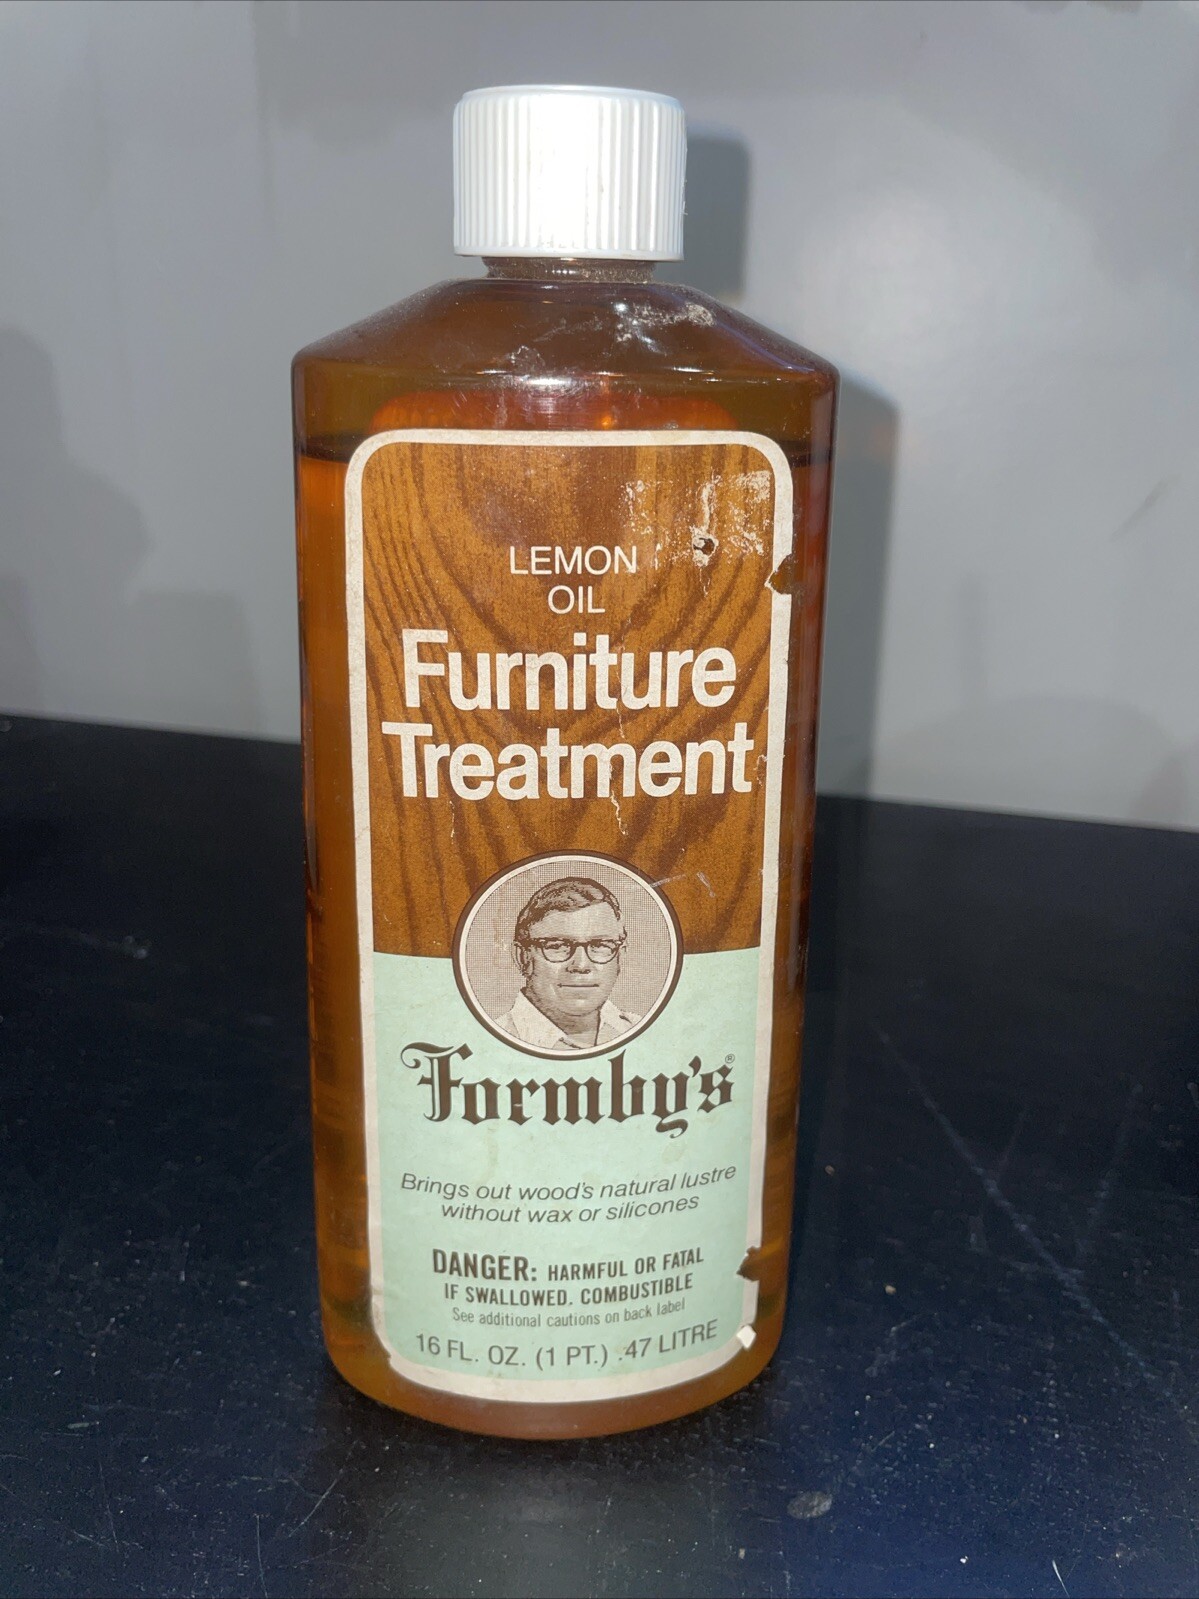 LEMON
OIL
Furniture
Treatment
Formby's®
Brings out wood's natural lustre
without wax or silicones
DANGER: HARMFUL OR FATAL
IF SWALLOWED. COMBUSTIBLE
See additional cautions on back label
16 FL. OZ. (1 PT.) .47 LITRE